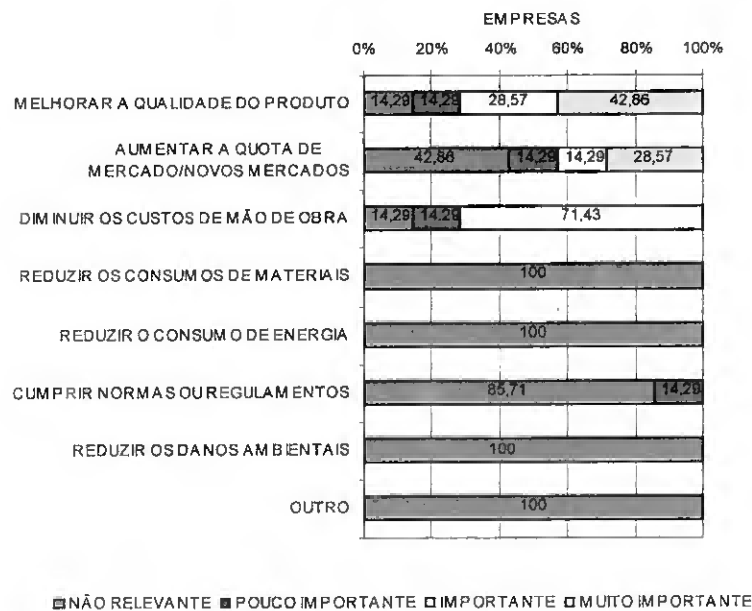 EMPRESAS
0% 20% 40% 60% 80% 100%
MELHORAR A QUALIDADE DO PRODUTO 14,29 14,29 28,57 42,86
AUMENTAR A QUOTA DE
MERCADO/NOVOS MERCADOS 42,86 14,29 14,29 28,57
DIMINUIR OS CUSTOS DE MÃO DE OBRA 14,29 14,29 71,43
REDUZIR OS CONSUMOS DE MATERIAIS 100
REDUZIR O CONSUMO DE ENERGIA 100
CUMPRIR NORMAS OU REGULAMENTOS 85,71 14,29
REDUZIR OS DANOS AMBIENTAIS 100
OUTRO 100
NÃO RELEVANTE POUCO IMPORTANTE IMPORTANTE MUITO IMPORTANTE